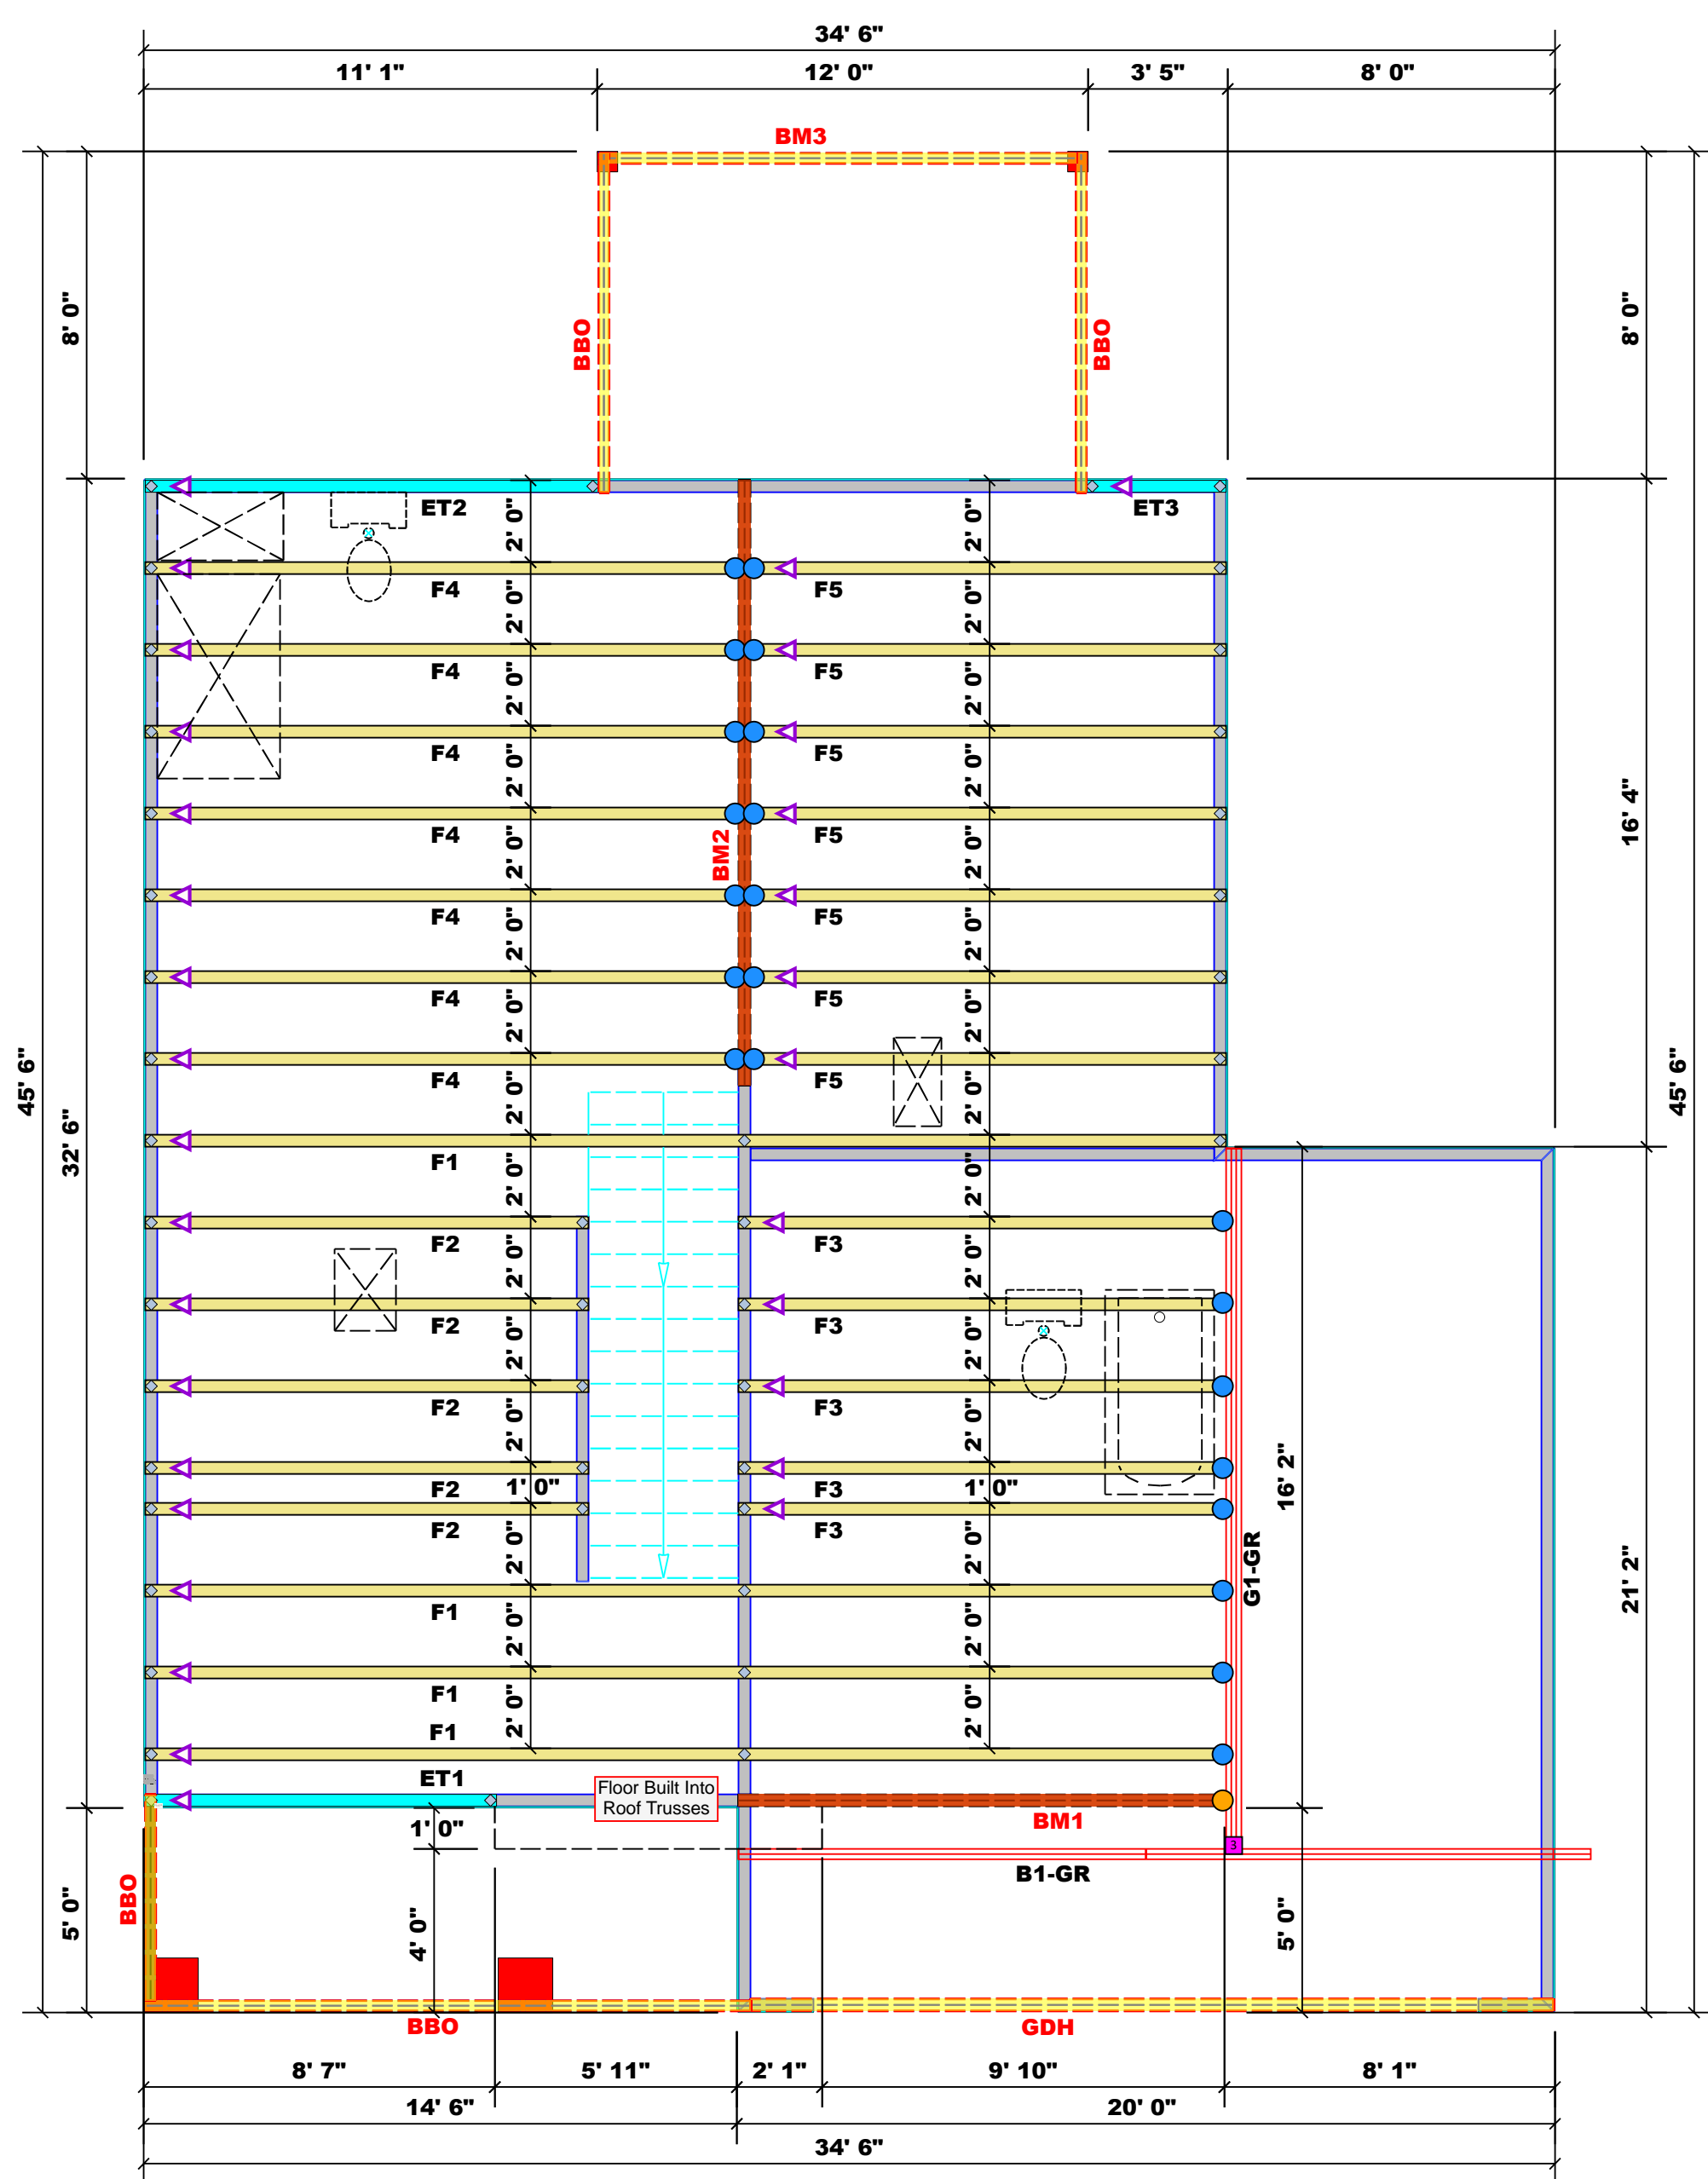 34' 6"
11' 1" 12' 0" 3' 5" 8' 0"
BM3
8' 0" BBO BBO 8' 0"
ET2 2' 0" 2' 0" ET3
F4 F5
2' 0" 2' 0"
F4 F5
2' 0" 2' 0"
F4 F5
2' 0" 2' 0" 16' 4"
F4 BM2 F5
2' 0" 2' 0"
F4 F5
2' 0" 2' 0"
F4 F5
2' 0" 2' 0"
F4 F5
45' 6" 32' 6" 2' 0" 2' 0" 45' 6"
F1
2' 0" 2' 0"
F2 F3
2' 0" 2' 0"
F2 F3
2' 0" 2' 0"
F2 F3
2' 0" 2' 0" 16' 2"
F2 1' 0" F3 1' 0"
F2 F3
2' 0" 2' 0" G1-GR 21' 2"
F1
2' 0" 2' 0"
F1
2' 0" 2' 0"
F1
ET1 Floor Built Into
Roof Trusses
BM1
1' 0"
3
B1-GR
5' 0" BBO 4' 0" 5' 0"
BBO GDH
8' 7" 5' 11" 2' 1" 9' 10" 8' 1"
14' 6" 20' 0"
34' 6"